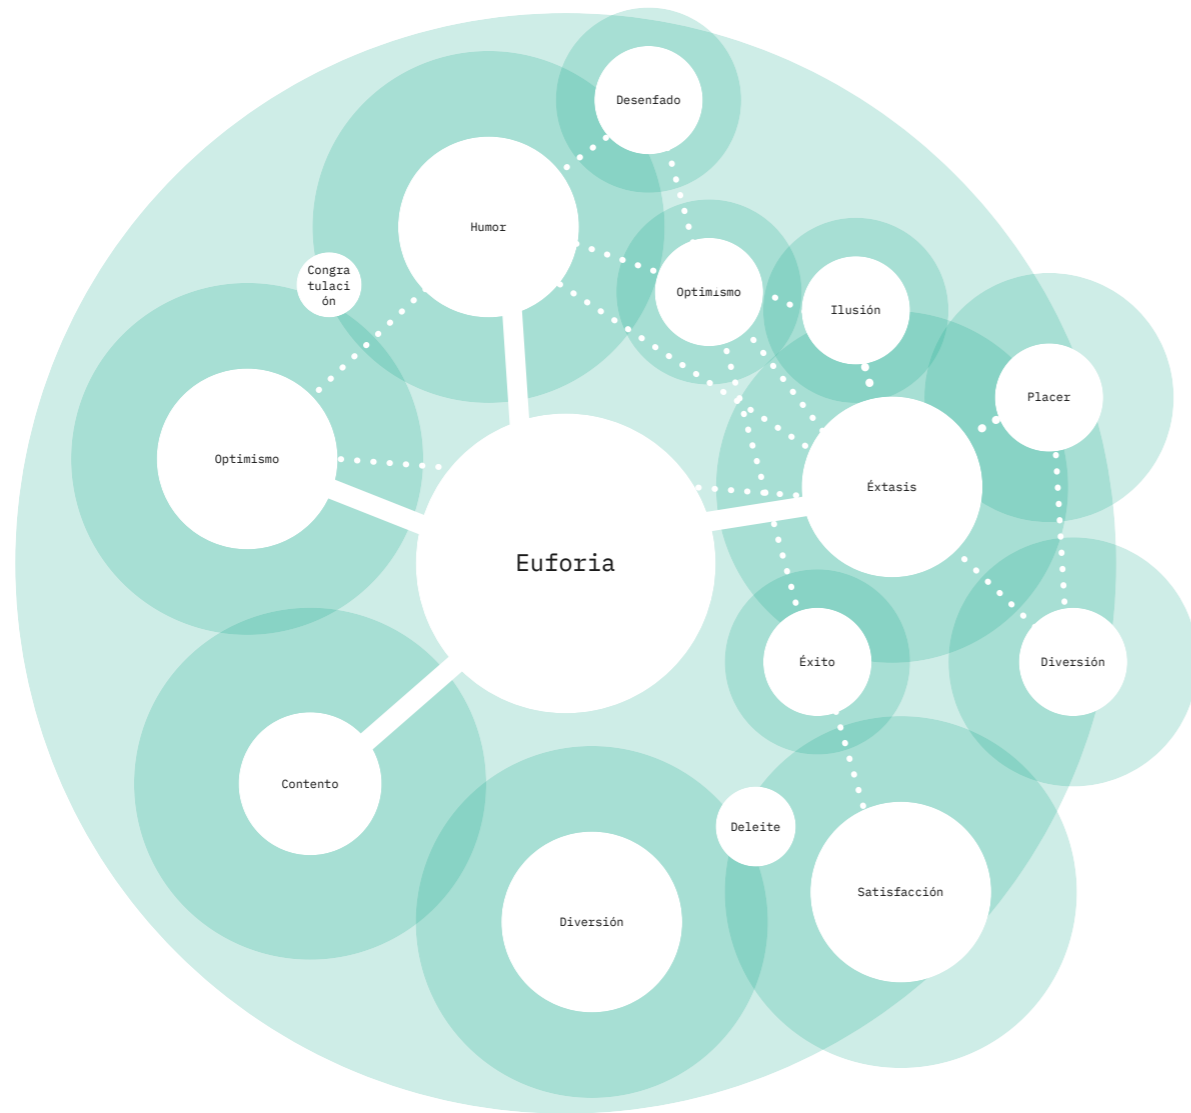 Desenfado
Humor
Congra
tulaci
ón
Optimismo
Ilusión
Placer
Optimismo
Éxtasis
Euforia
Éxito
Diversión
Contento
Deleite
Satisfacción
Diversión